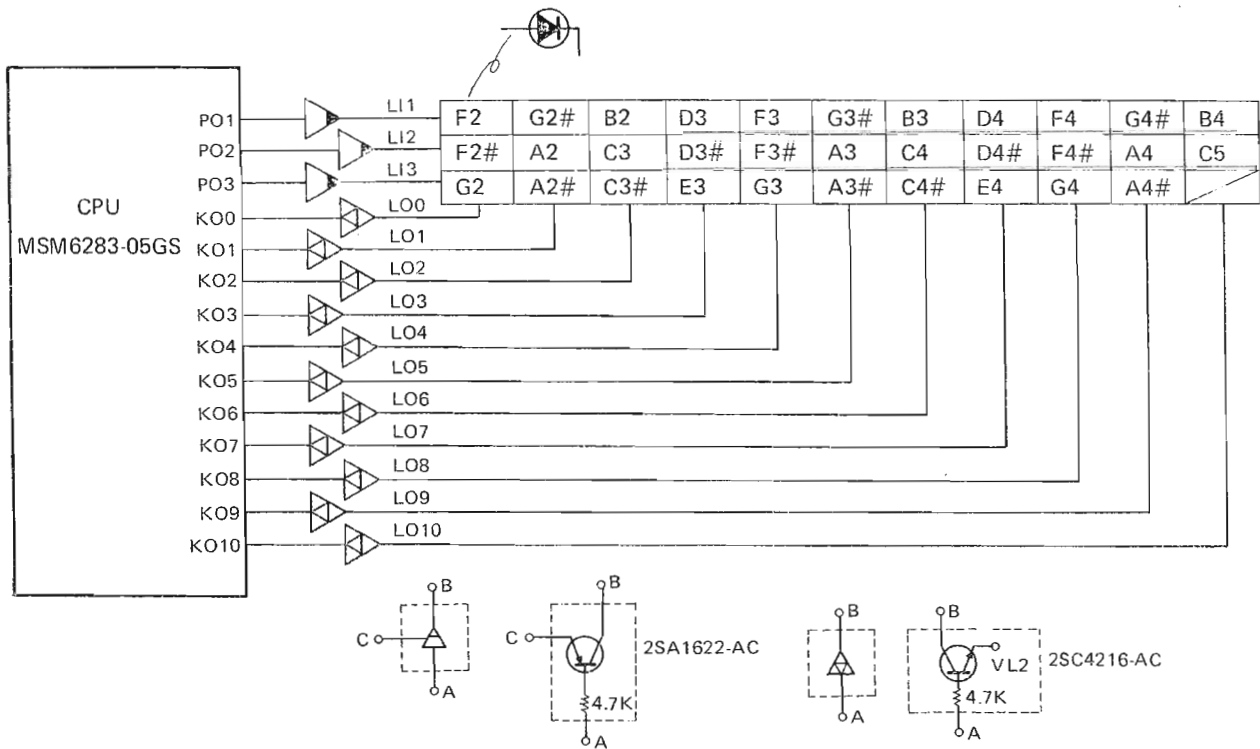 CPU
MSM6283-05GS
PO1 LI1
PO2 LI2
PO3 LI3
KO0 LO0
KO1 LO1
KO2 LO2
KO3 LO3
KO4 LO4
KO5 LO5
KO6 LO6
KO7 LO7
KO8 LO8
KO9 LO9
KO10 LO10
F2 G2# B2 D3 F3 G3# B3 D4 F4 G4# B4
F2# A2 C3 D3# F3# A3 C4 D4# F4# A4 C5
G2 A2# C3# E3 G3 A3# C4# E4 G4 A4#
B
C
A
B
C
2SA1622-AC
4.7K
A
B
A
B
VL2
2SC4216-AC
4.7K
A